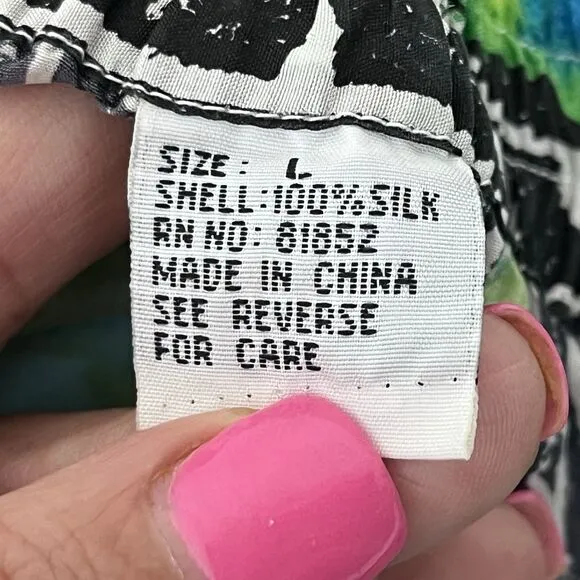 SIZE: L
SHELL:100%SILK
RN NO: 81852
MADE IN CHINA
SEE REVERSE
FOR CARE